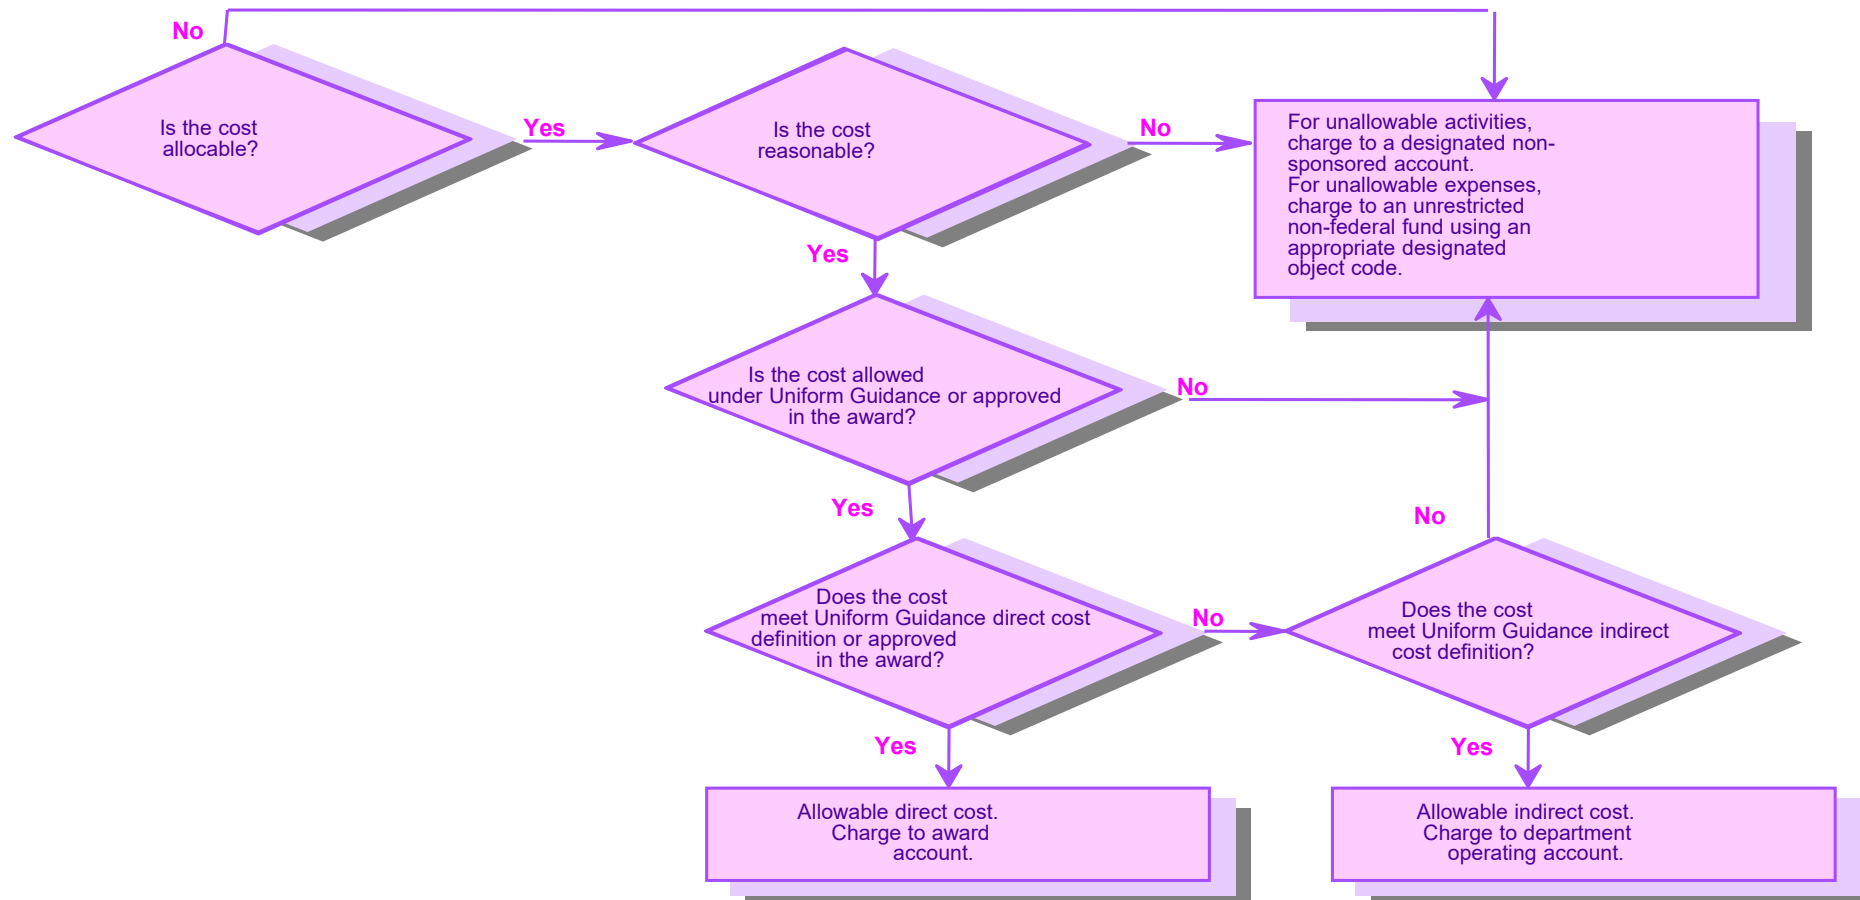 No
Is the cost
allocable?
Yes
Is the cost
reasonable?
No
For unallowable activities,
charge to a designated non-
sponsored account.
For unallowable expenses,
charge to an unrestricted
non-federal fund using an
appropriate designated
object code.
Yes
Is the cost allowed
under Uniform Guidance or approved
in the award?
No
Yes
No
Does the cost
meet Uniform Guidance direct cost
definition or approved
in the award?
No
Does the cost
meet Uniform Guidance indirect
cost definition?
Yes
Yes
Allowable direct cost.
Charge to award
account.
Allowable indirect cost.
Charge to department
operating account.